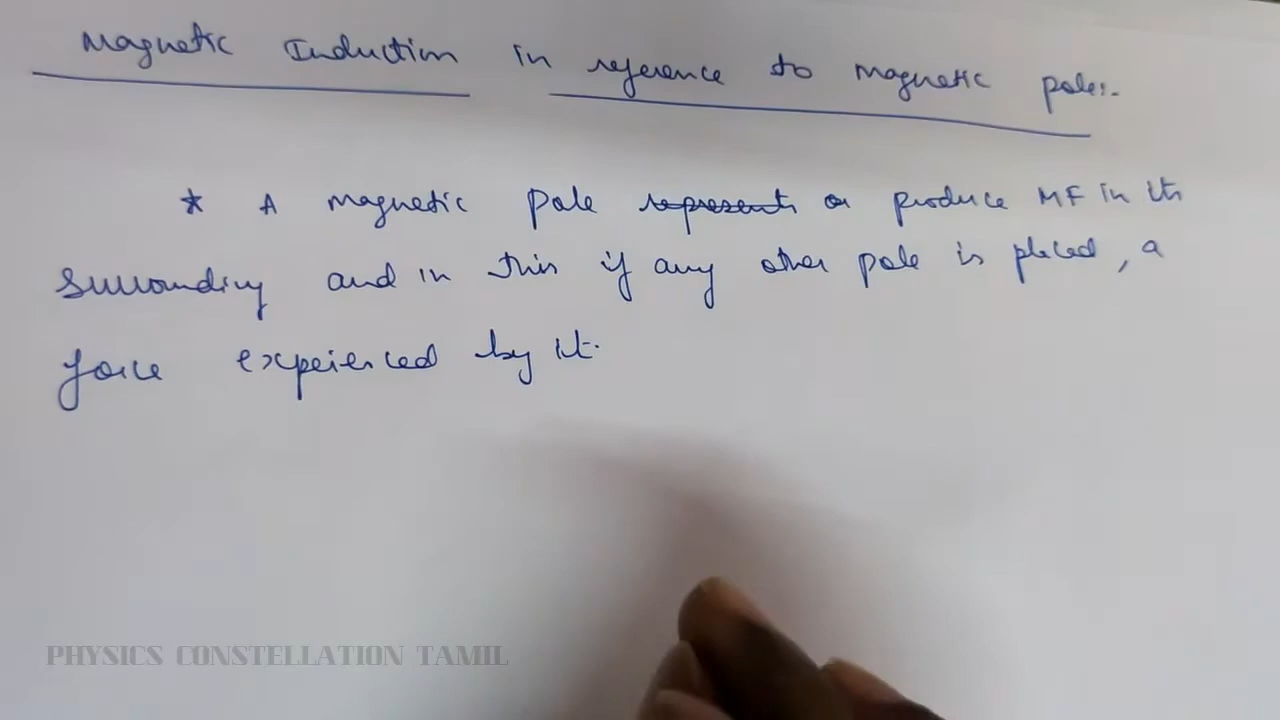 Magnetic Induction in reference to magnetic pole:-
* A magnetic pole represents or produce MF in its
Surrounding and in this if any other pole is placed, a
force experienced by it.
PHYSICS CONSTELLATION TAMIL